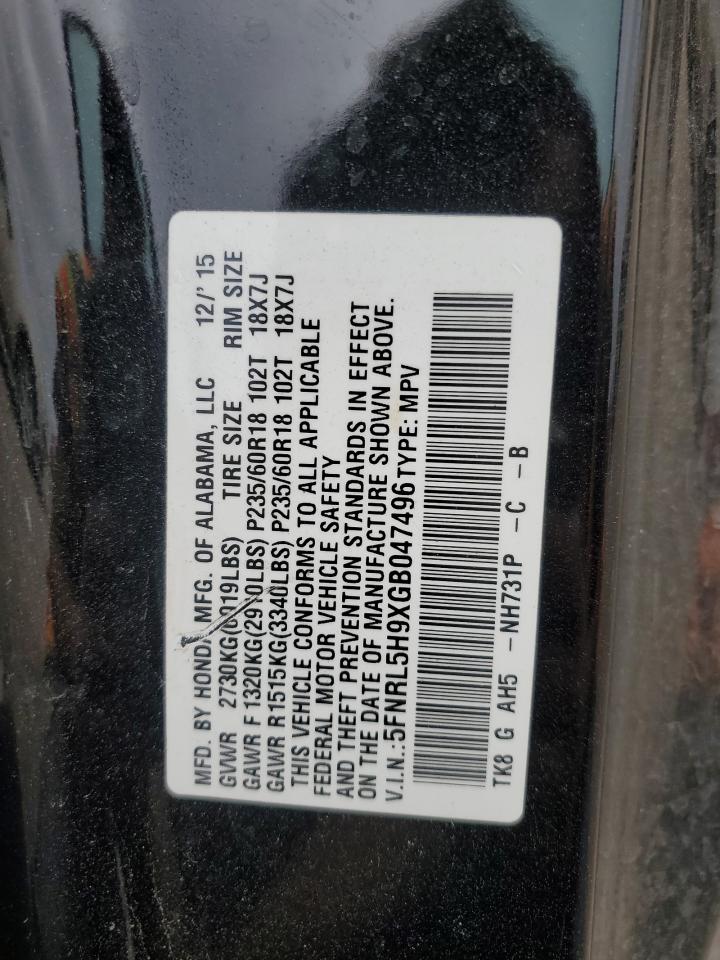 MFD. BY HONDA MFG. OF ALABAMA, LLC 12/' 15
GVWR 2730KG(6019LBS) TIRE SIZE RIM SIZE
GAWR F 1320KG(2910LBS) P235/60R18 102T 18X7J
GAWR R1515KG(3340LBS) P235/60R18 102T 18X7J
THIS VEHICLE CONFORMS TO ALL APPLICABLE
FEDERAL MOTOR VEHICLE SAFETY
AND THEFT PREVENTION STANDARDS IN EFFECT
ON THE DATE OF MANUFACTURE SHOWN ABOVE.
V.I.N.:5FNRL5H9XGB047496 TYPE: MPV
TK8 G AH5 -NH731P -C -B